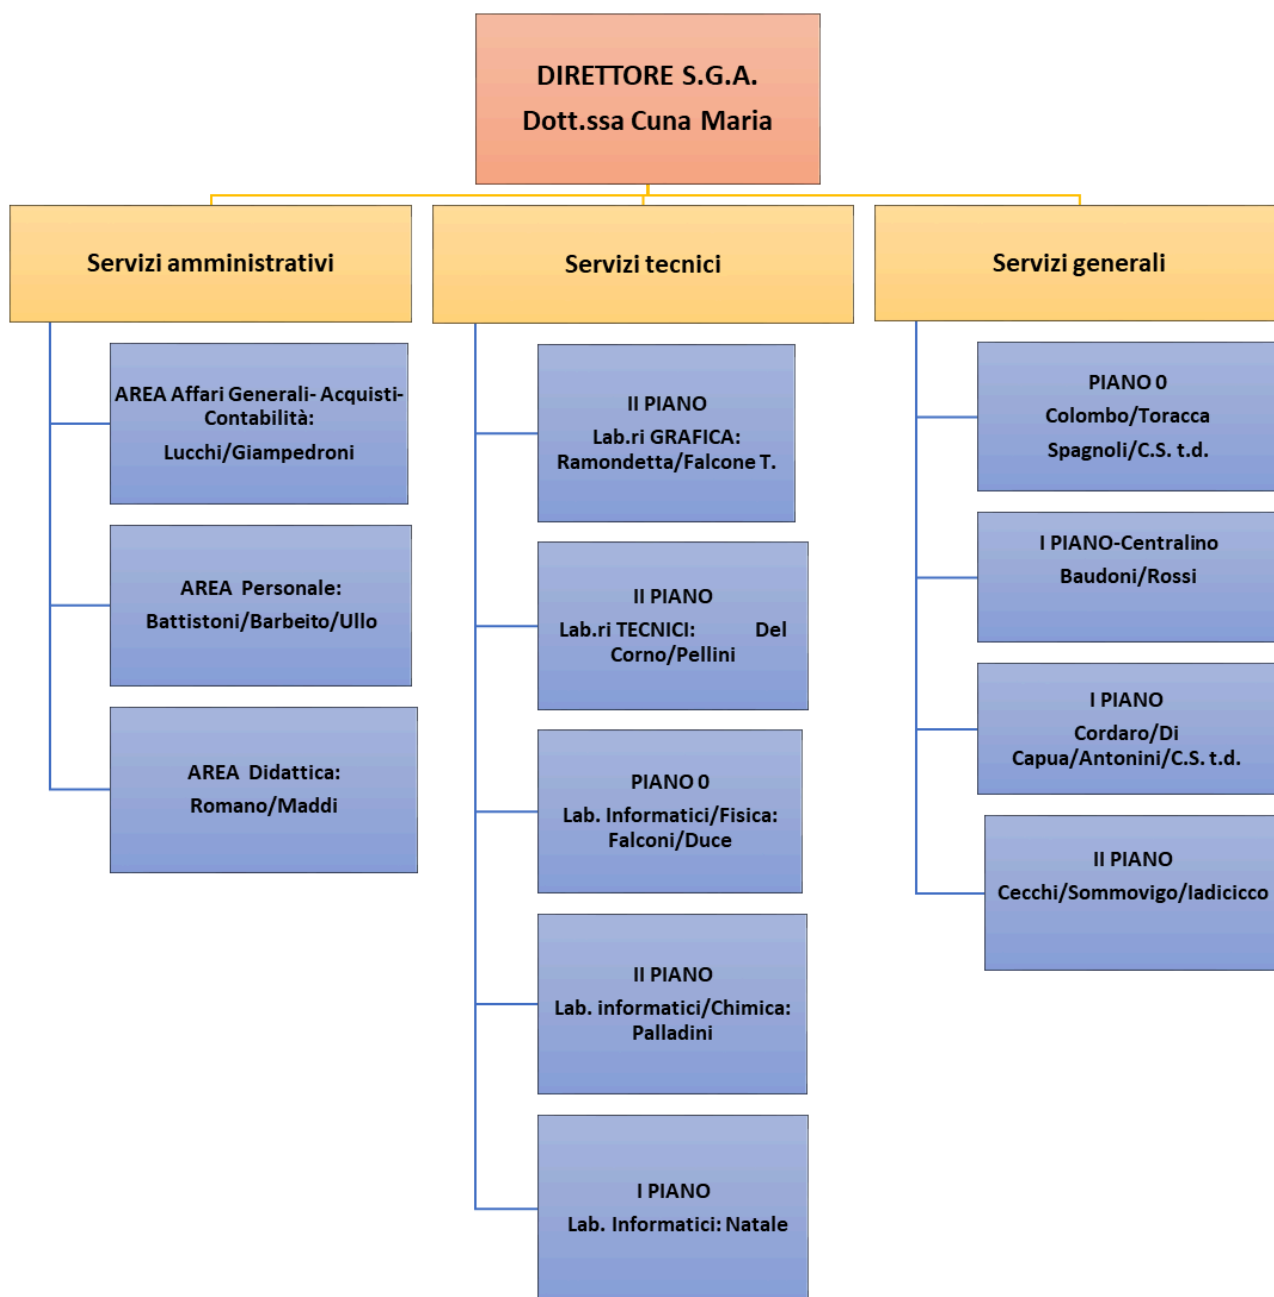 DIRETTORE S.G.A.
Dott.ssa Cuna Maria
Servizi amministrativi
AREA Affari Generali- Acquisti-
Contabilità:
Lucchi/Giampedroni
AREA Personale:
Battistoni/Barbeito/Ullo
AREA Didattica:
Romano/Maddi
Servizi tecnici
II PIANO
Lab.ri GRAFICA:
Ramondetta/Falcone T.
II PIANO
Lab.ri TECNICI: Del
Corno/Pellini
PIANO 0
Lab. Informatici/Fisica:
Falconi/Duce
II PIANO
Lab. informatici/Chimica:
Palladini
I PIANO
Lab. Informatici: Natale
Servizi generali
PIANO 0
Colombo/Toracca
Spagnoli/C.S. t.d.
I PIANO-Centralino
Baudoni/Rossi
I PIANO
Cordaro/Di
Capua/Antonini/C.S. t.d.
II PIANO
Cecchi/Sommovigo/Iadicicco